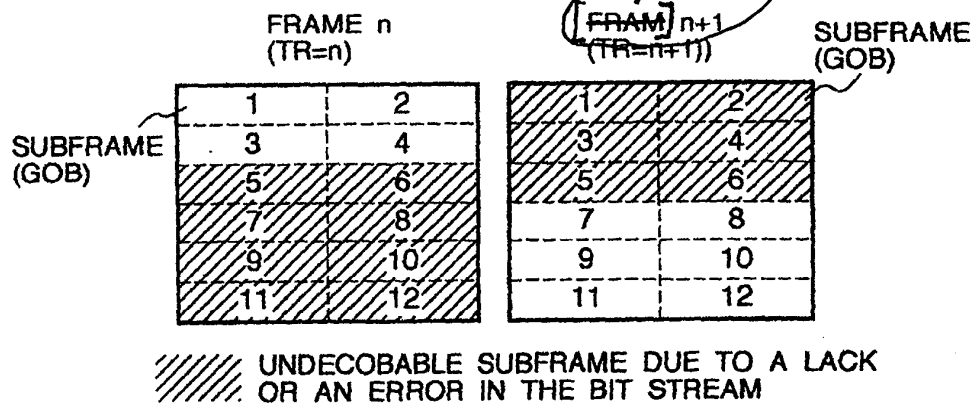 FRAME n
(TR=n)
[FRAM] n+1
(TR=n+1))
SUBFRAME
(GOB)
SUBFRAME
(GOB)
1 2
3 4
5 6
7 8
9 10
11 12
1 2
3 4
5 6
7 8
9 10
11 12
UNDECOBABLE SUBFRAME DUE TO A LACK
OR AN ERROR IN THE BIT STREAM